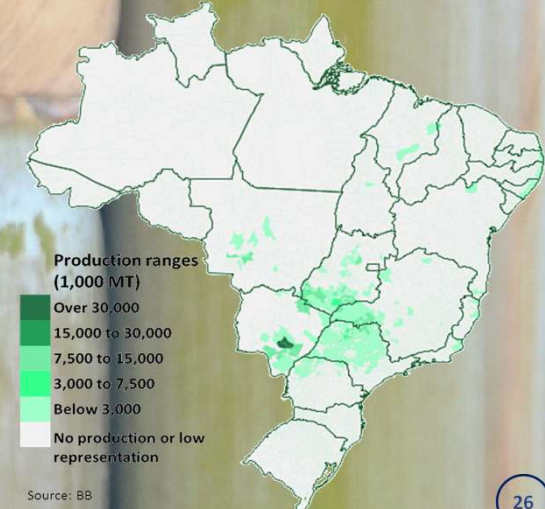 Production ranges
(1,000 MT)
Over 30,000
15,000 to 30,000
7,500 to 15,000
3,000 to 7,500
Below 3,000
No production or low
representation
Source: BB
26